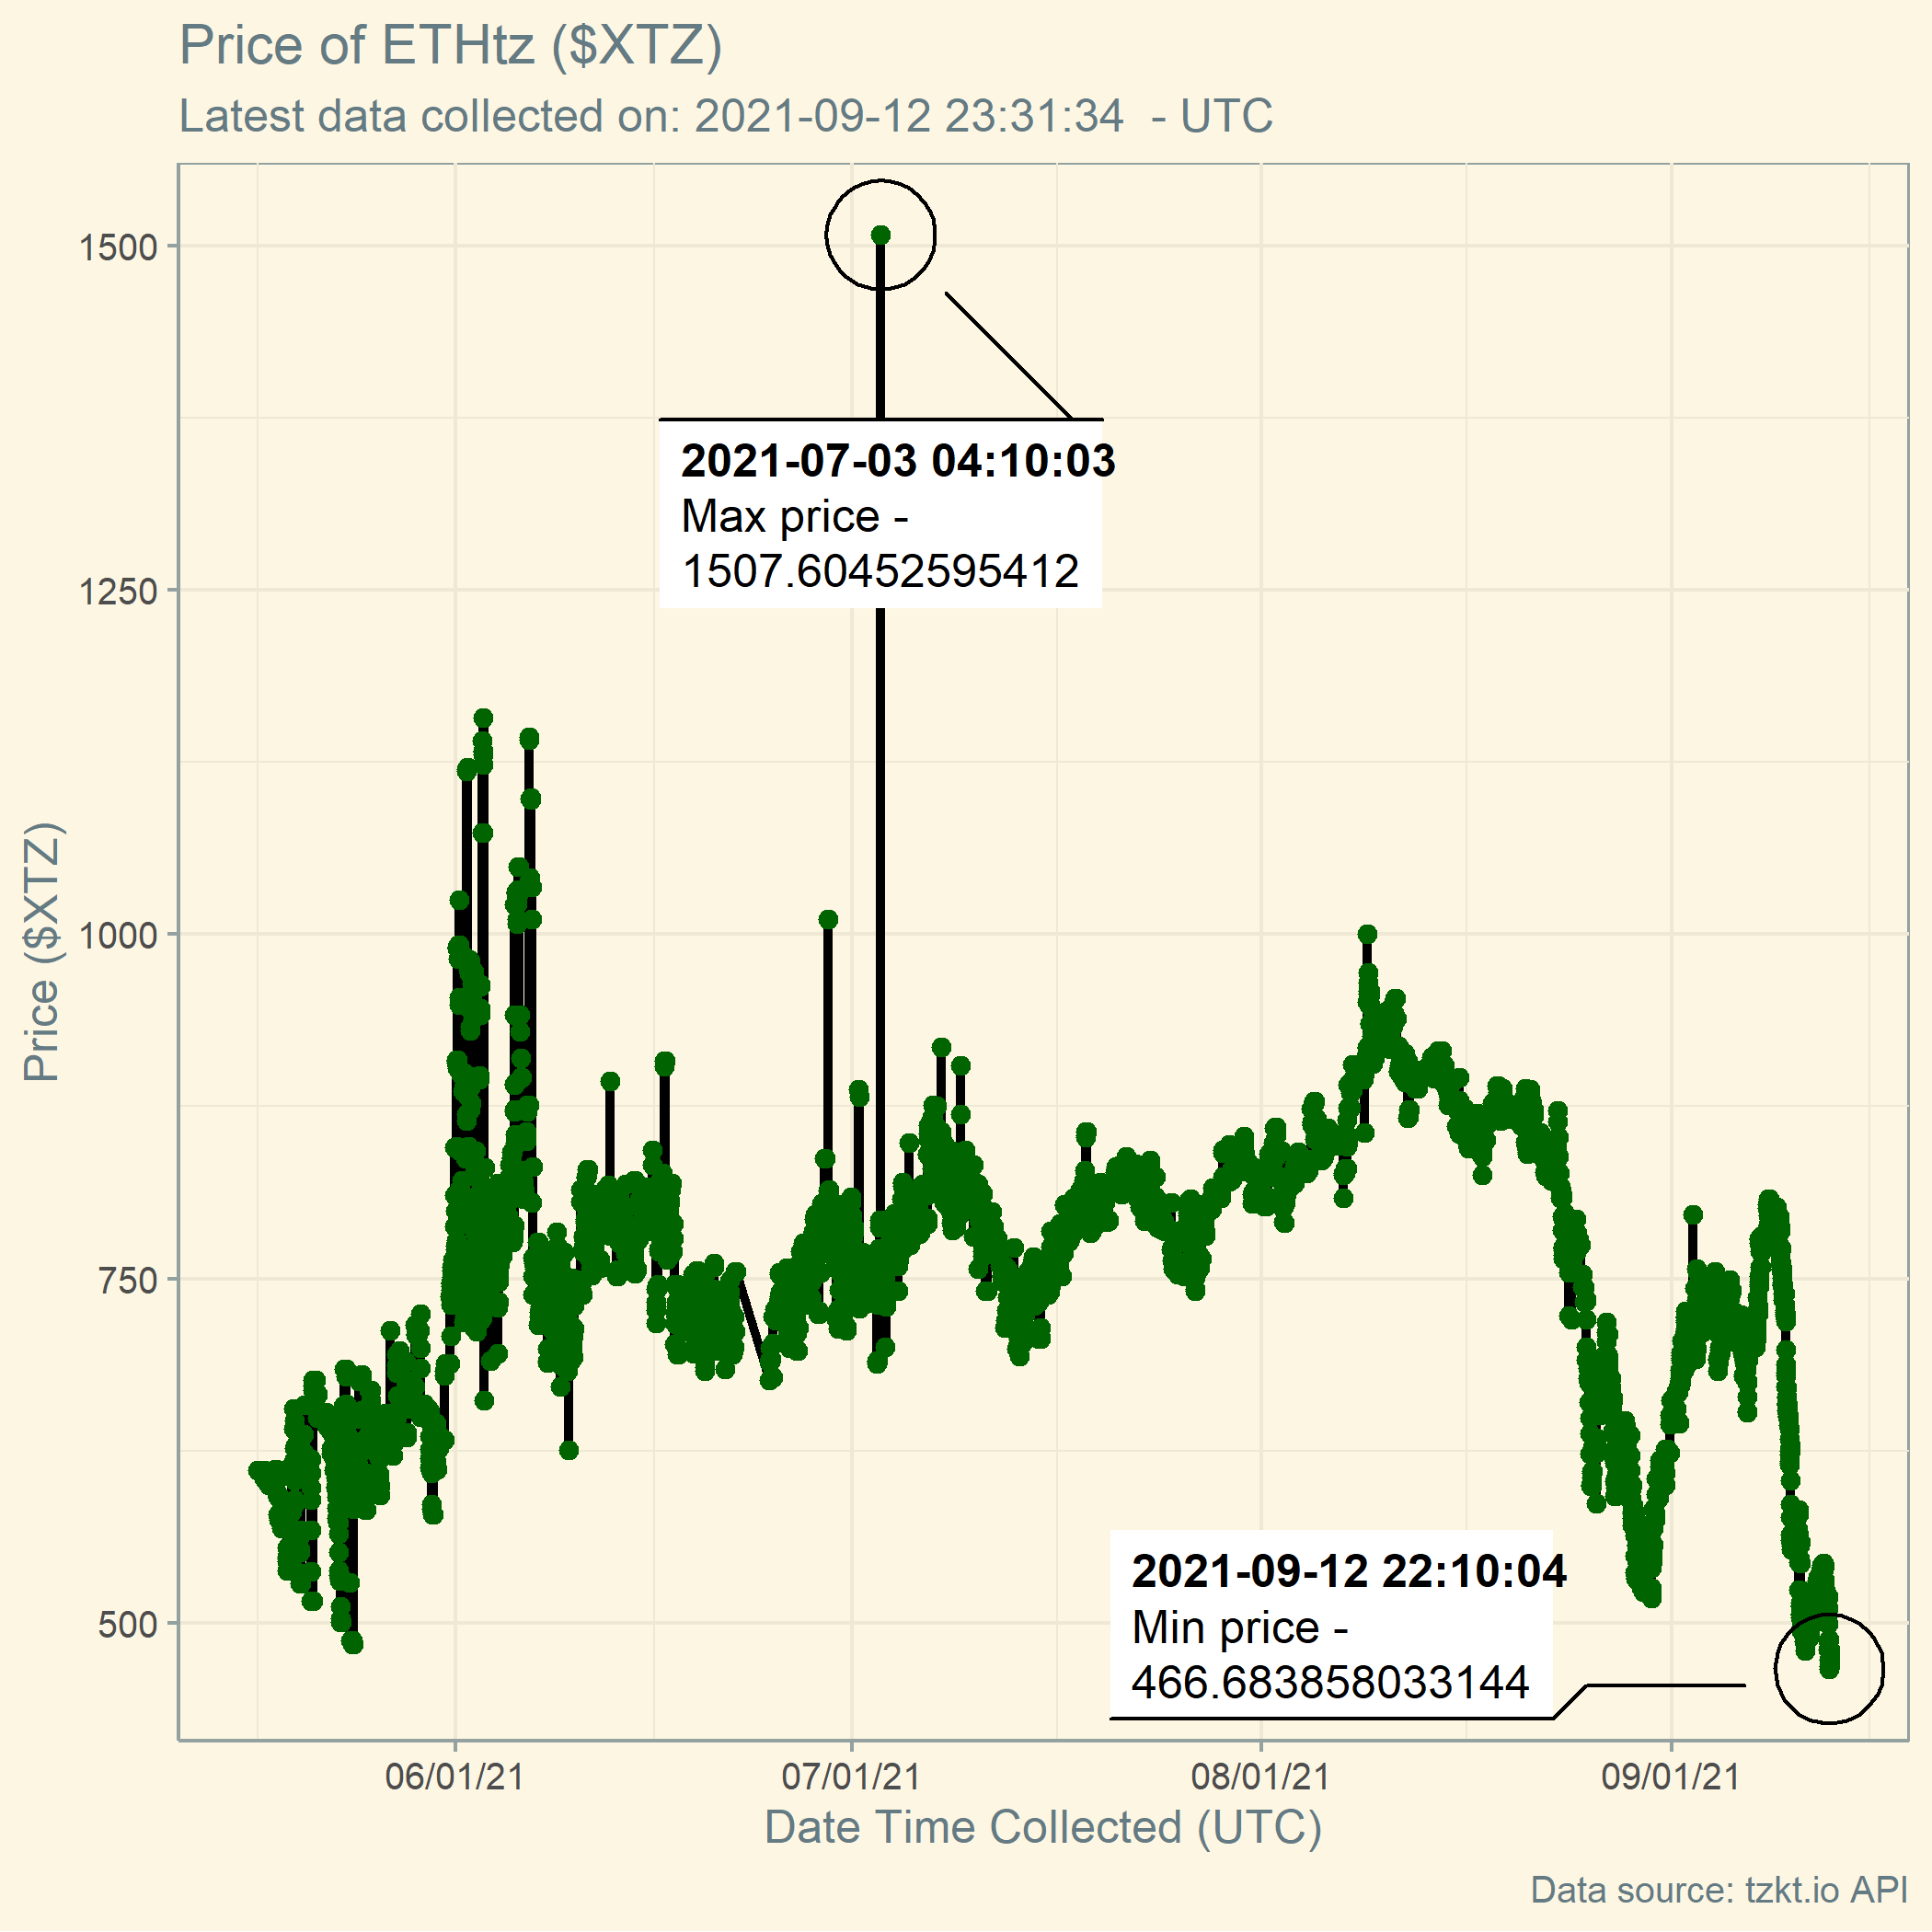 Price of ETHtz ($XTZ)
Latest data collected on: 2021-09-12 23:31:34  - UTC
Price ($XTZ)
1500
1250
1000
750
500
2021-07-03 04:10:03
Max price -
1507.60452595412
2021-09-12 22:10:04
Min price -
466.683858033144
06/01/21
07/01/21
08/01/21
09/01/21
Date Time Collected (UTC)
Data source: tzkt.io API